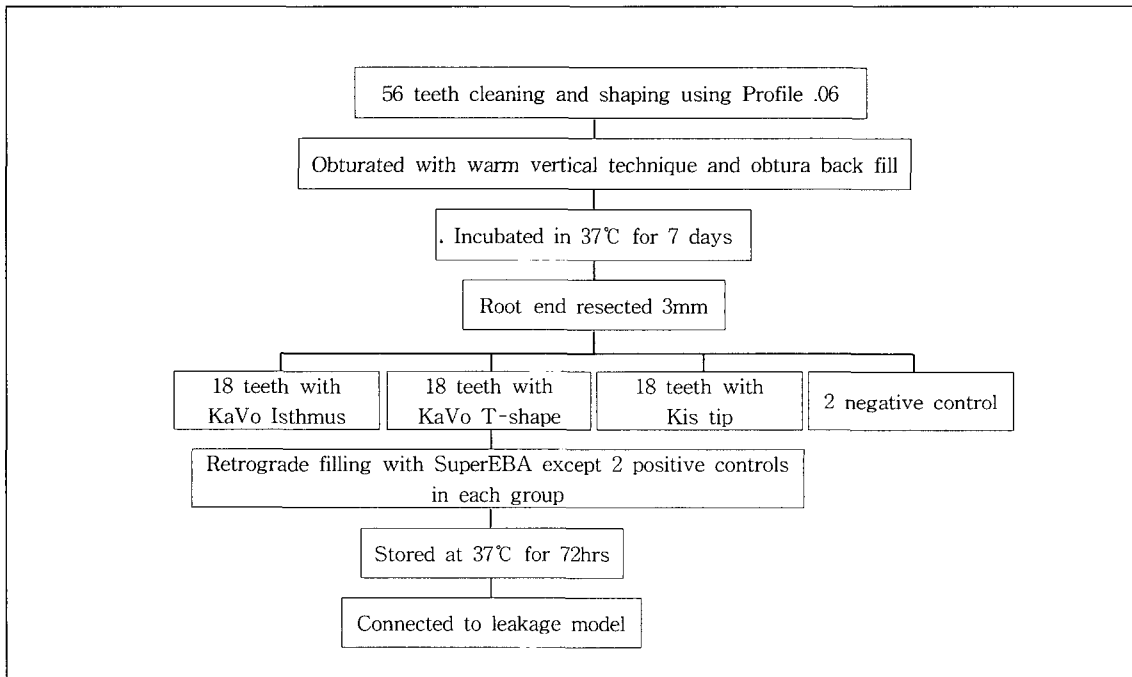 56 teeth cleaning and shaping using Profile .06
Obturated with warm vertical technique and obtura back fill
. Incubated in 37℃ for 7 days
Root end resected 3mm
18 teeth with
KaVo Isthmus
18 teeth with
KaVo T-shape
18 teeth with
Kis tip
2 negative control
Retrograde filling with SuperEBA except 2 positive controls
in each group
Stored at 37℃ for 72hrs
Connected to leakage model